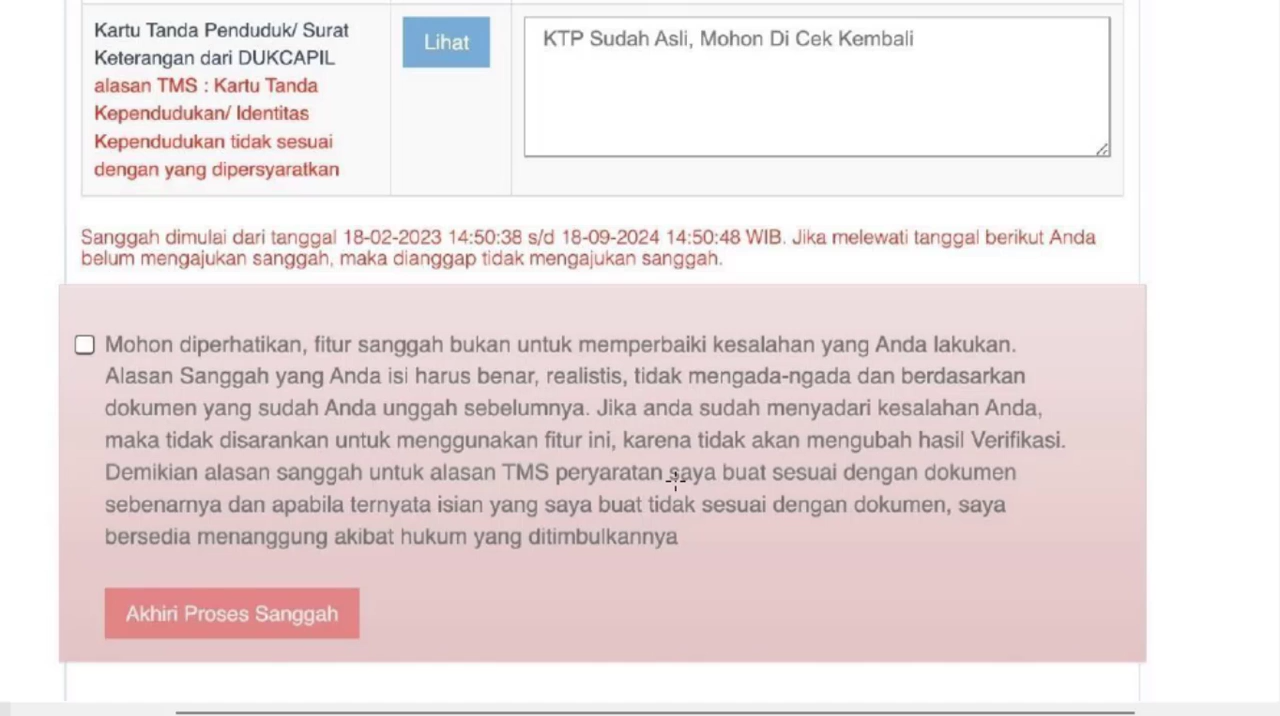 Kartu Tanda Penduduk/ Surat
Keterangan dari DUKCAPIL
alasan TMS : Kartu Tanda
Kependudukan/ Identitas
Kependudukan tidak sesuai
dengan yang dipersyaratkan
Lihat
KTP Sudah Asli, Mohon Di Cek Kembali
Sanggah dimulai dari tanggal 18-02-2023 14:50:38 s/d 18-09-2024 14:50:48 WIB. Jika melewati tanggal berikut Anda
belum mengajukan sanggah, maka dianggap tidak mengajukan sanggah.
Mohon diperhatikan, fitur sanggah bukan untuk memperbaiki kesalahan yang Anda lakukan.
Alasan Sanggah yang Anda isi harus benar, realistis, tidak mengada-ngada dan berdasarkan
dokumen yang sudah Anda unggah sebelumnya. Jika anda sudah menyadari kesalahan Anda,
maka tidak disarankan untuk menggunakan fitur ini, karena tidak akan mengubah hasil Verifikasi.
Demikian alasan sanggah untuk alasan TMS peryaratan saya buat sesuai dengan dokumen
sebenarnya dan apabila ternyata isian yang saya buat tidak sesuai dengan dokumen, saya
bersedia menanggung akibat hukum yang ditimbulkannya
Akhiri Proses Sanggah